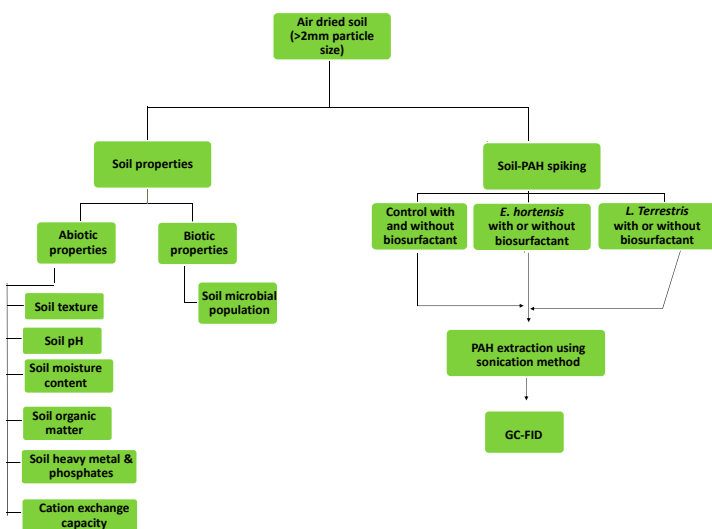 Air dried soil
(>2mm particle
size)
Soil properties
Soil-PAH spiking
Abiotic
properties
Biotic
properties
Control with
and without
biosurfactant
E. hortensis
with or without
biosurfactant
L. Terrestris
with or without
biosurfactant
Soil texture
Soil pH
Soil moisture
content
Soil organic
matter
Soil heavy metal &
phosphates
Cation exchange
capacity
Soil microbial
population
PAH extraction using
sonication method
GC-FID